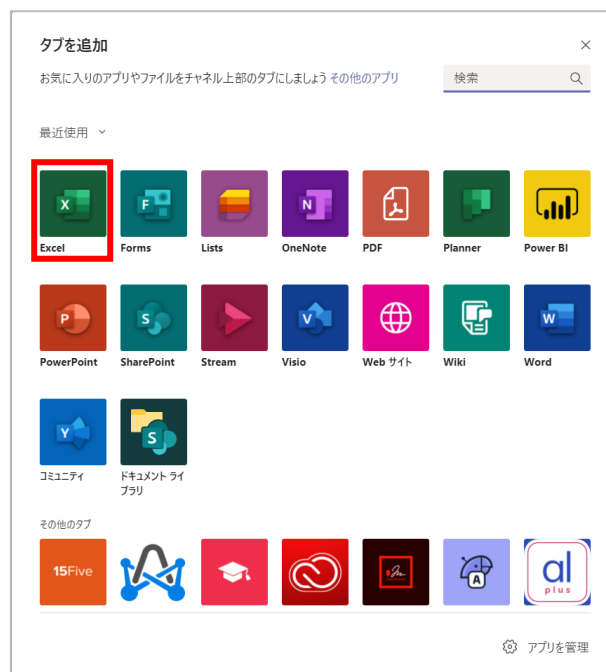 タブを追加
お気に入りのアプリやファイルをチャネル上部のタブにしましょう その他のアプリ
検索
最近使用
X F N
Excel Forms Lists OneNote PDF Planner Power BI
P S V W
PowerPoint SharePoint Stream Visio Web サイト Wiki Word
Y S
コミュニティ ドキュメント ライ
ブラリ
その他のタブ
15Five A al
plus
アプリを管理